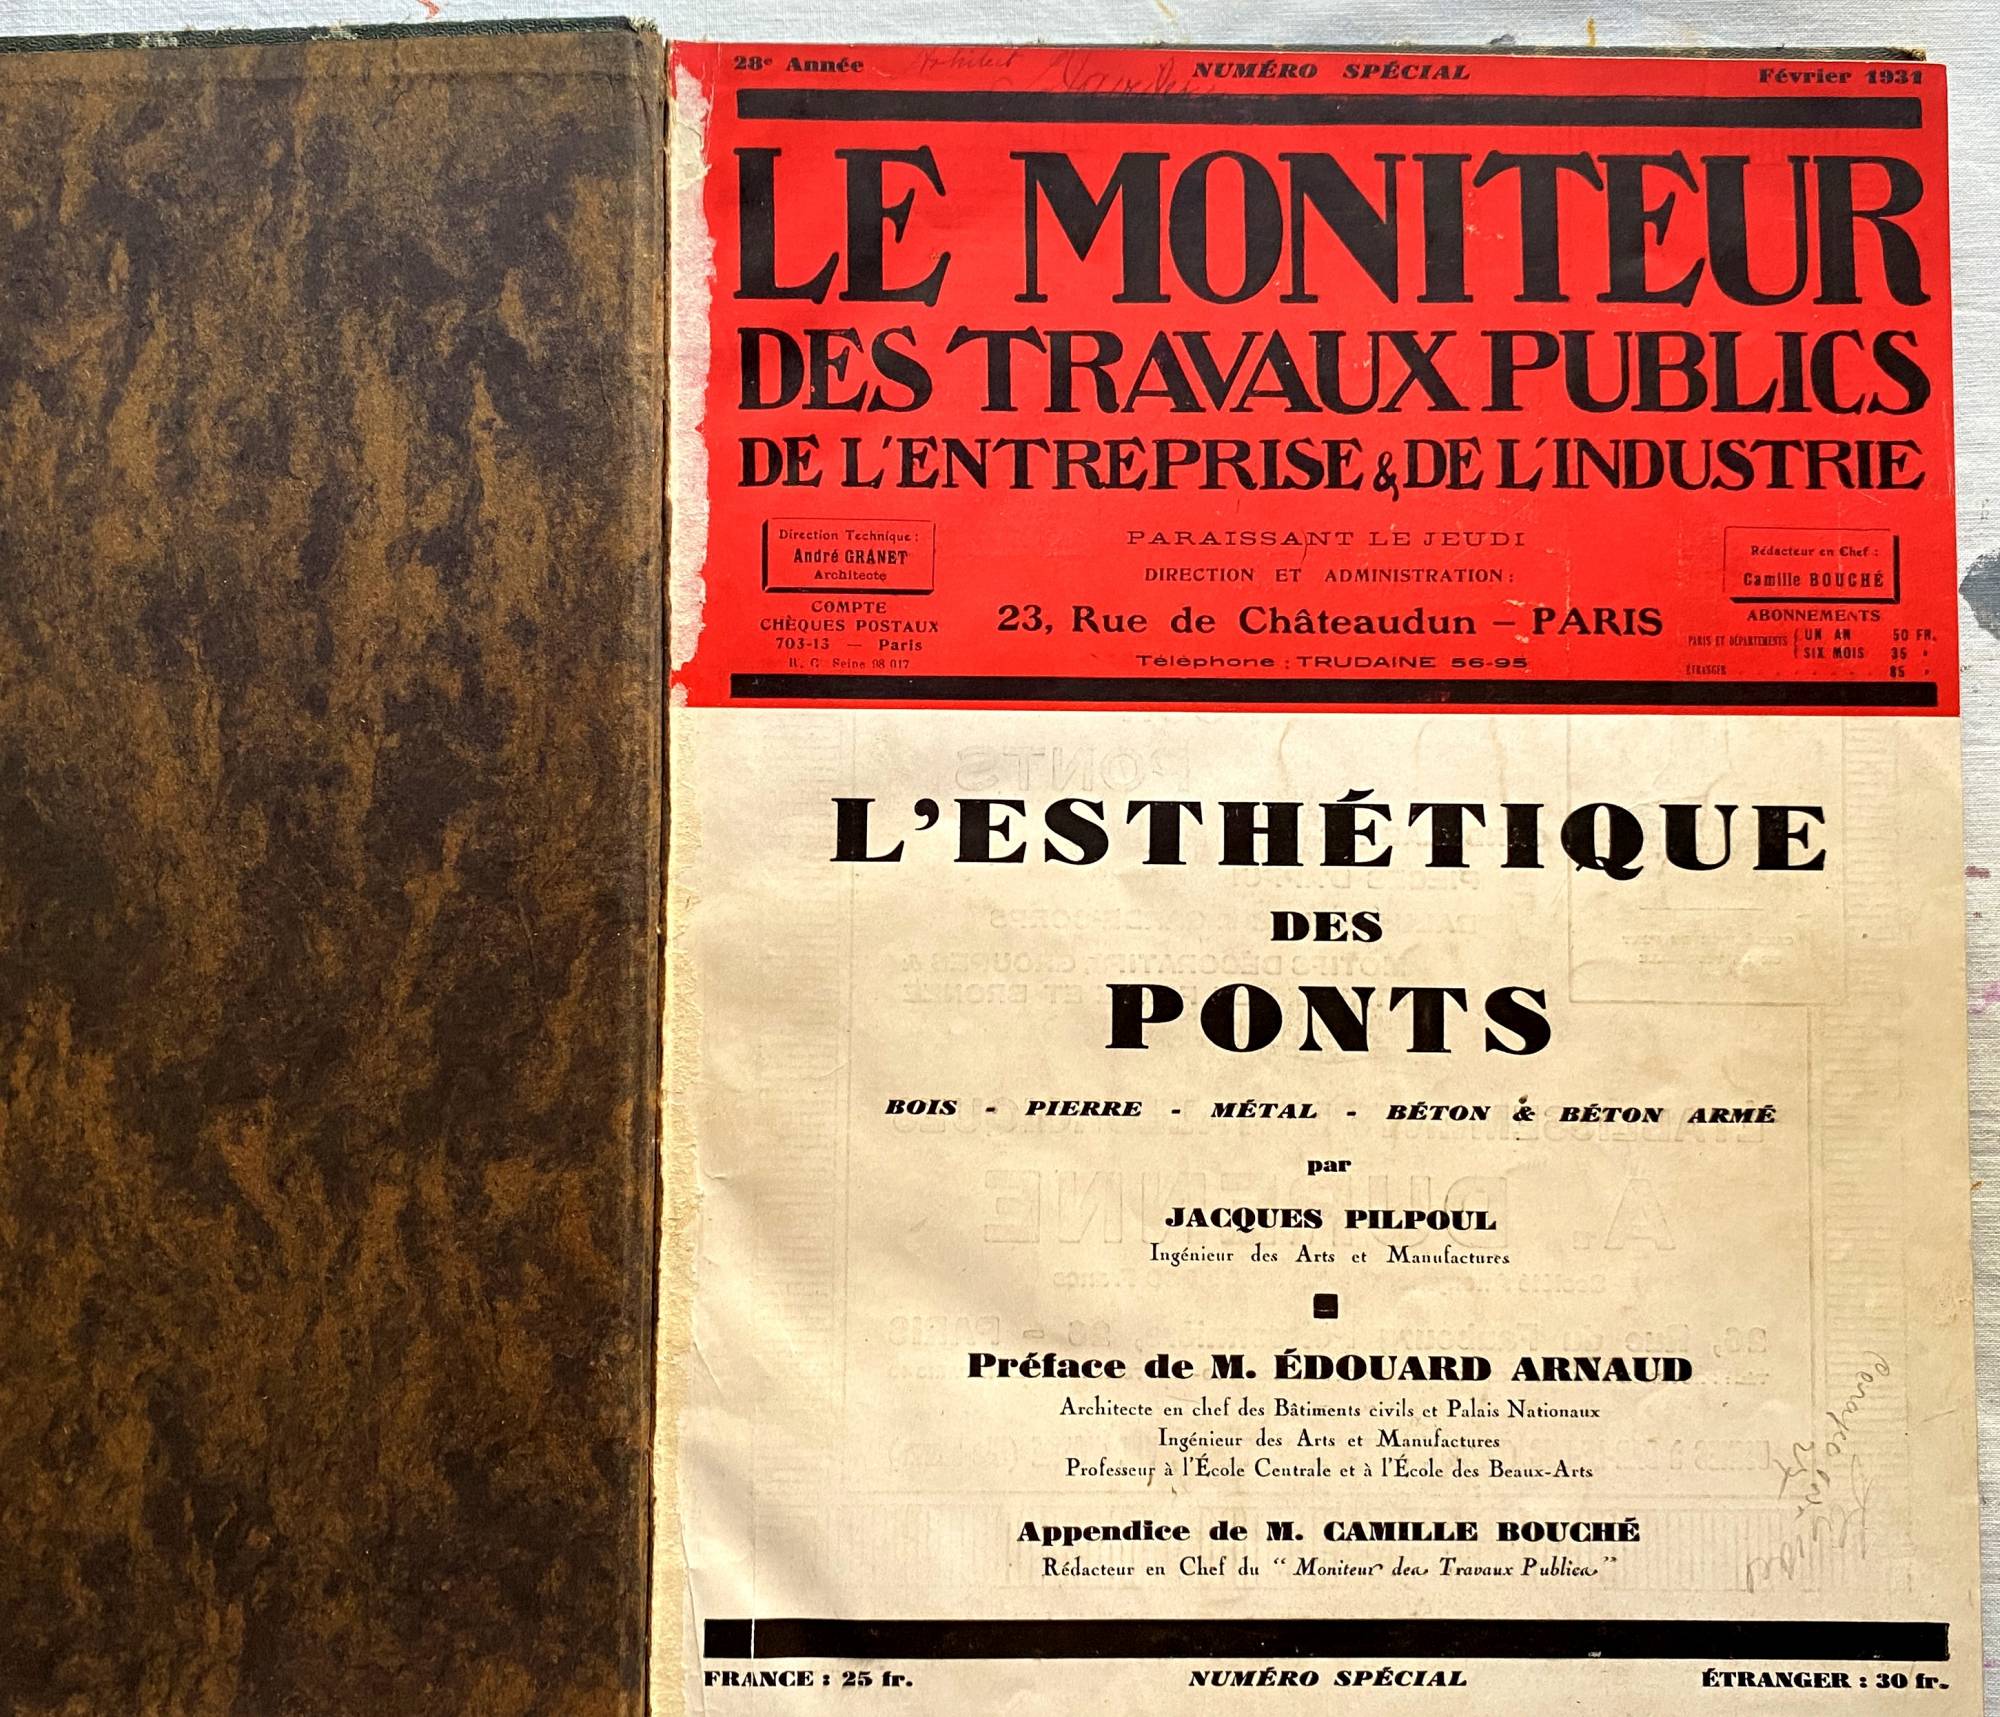 28e Année
NUMÉRO SPÉCIAL
Février 1931
Architect
LE MONITEUR
DES TRAVAUX PUBLICS
DE L'ENTREPRISE & DE L'INDUSTRIE
Direction Technique :
André GRANET
Architecte
COMPTE
CHÈQUES POSTAUX
703-13 — Paris
R. C. Seine 98 017
PARAISSANT LE JEUDI
DIRECTION ET ADMINISTRATION :
23, Rue de Châteaudun – PARIS
Téléphone : TRUDAINE 56-95
Rédacteur en Chef :
Camille BOUCHÉ
ABONNEMENTS
PARIS ET DÉPARTEMENTS { UN AN 50 FR.
SIX MOIS 35 »
ÉTRANGER . . . . . . . 85 »
L'ESTHÉTIQUE
DES
PONTS
BOIS - PIERRE - MÉTAL - BÉTON & BÉTON ARMÉ
par
JACQUES PILPOUL
Ingénieur des Arts et Manufactures
Préface de M. ÉDOUARD ARNAUD
Architecte en chef des Bâtiments civils et Palais Nationaux
Ingénieur des Arts et Manufactures
Professeur à l'École Centrale et à l'École des Beaux-Arts
Appendice de M. CAMILLE BOUCHÉ
Rédacteur en Chef du “ Moniteur des Travaux Publics ”
FRANCE : 25 fr.
NUMÉRO SPÉCIAL
ÉTRANGER : 30 fr.